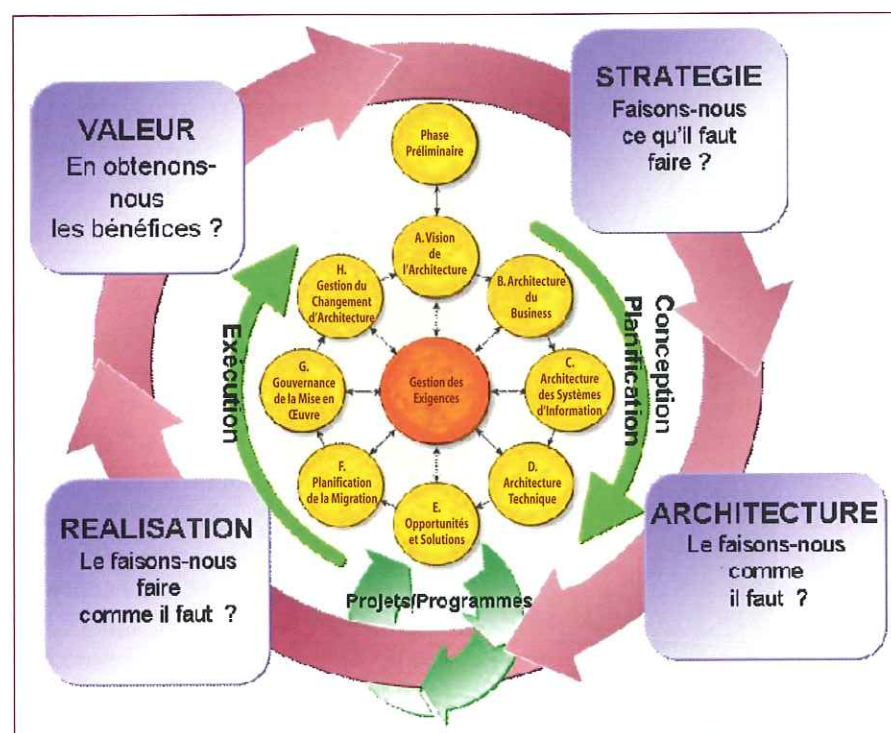 VALEUR
En obtenons-
nous
les bénéfices ?
STRATEGIE
Faisons-nous
ce qu'il faut
faire ?
Phase
Préliminaire
A. Vision
de
l'Architecture
B. Architecture
du
Business
C.
Architecture
des Systèmes
d'Information
D.
Architecture
Technique
E.
Opportunités
et Solutions
F.
Planification
de la Migration
G.
Gouvernance
de la Mise en
Œuvre
H.
Gestion du
Changement
d'Architecture
Gestion des
Exigences
Exécution
Conception
Planification
REALISATION
Le faisons-nous
faire
comme il faut ?
ARCHITECTURE
Le faisons-nous
comme
il faut ?
Projets/Programmes